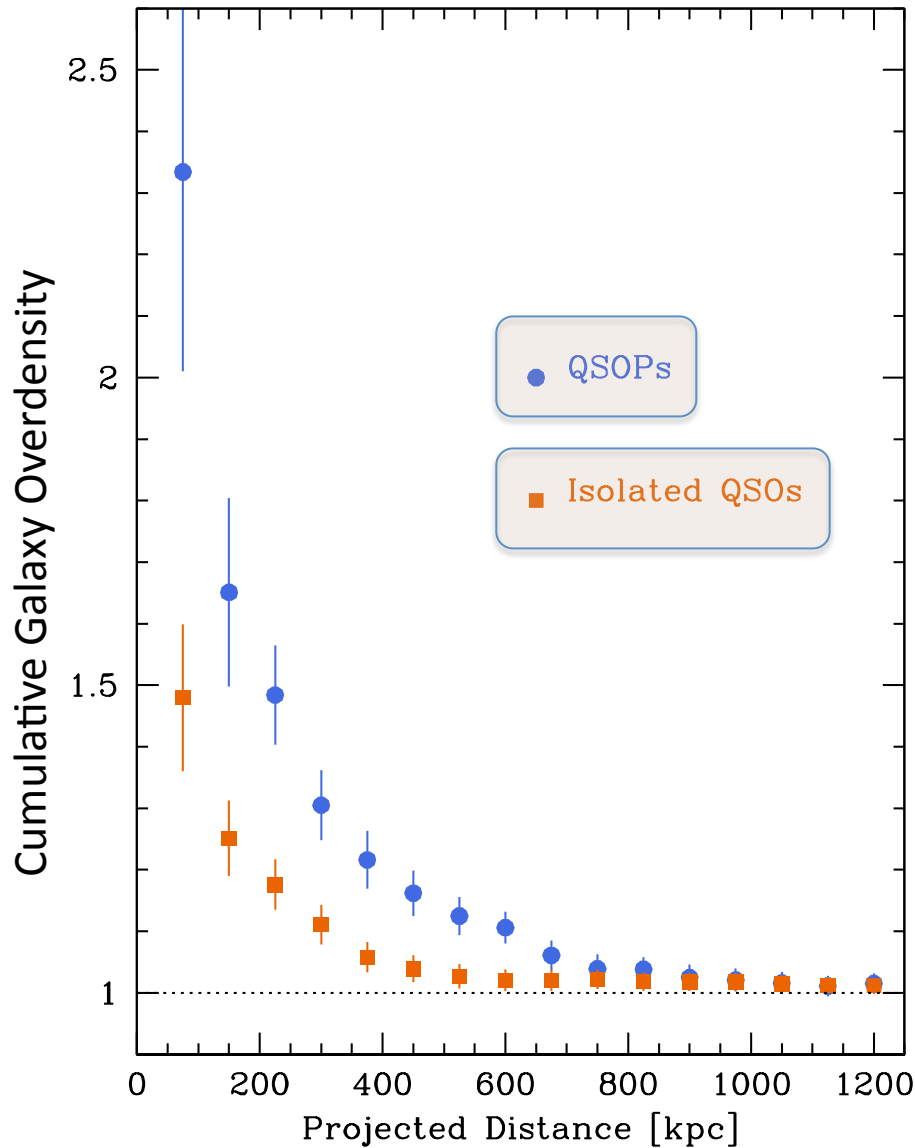 2.5
2
1.5
1
Cumulative Galaxy Overdensity
QSOPs
Isolated QSOs
0 200 400 600 800 1000 1200
Projected Distance [kpc]